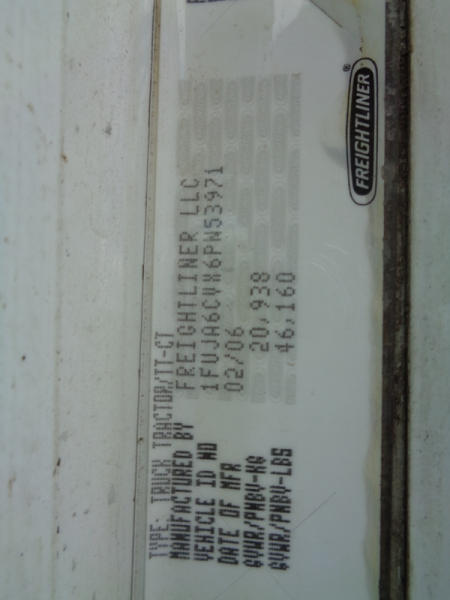 TYPE: TRUCK TRACTOR/TT-CT
MANUFACTURED BY FREIGHTLINER LLC
VEHICLE ID NO 1FUJA6CVX6PW53971
DATE OF MFR 02/06
GVWR/PNBV-KG 20,938
GVWR/PNBV-LBS 46,160
FREIGHTLINER®